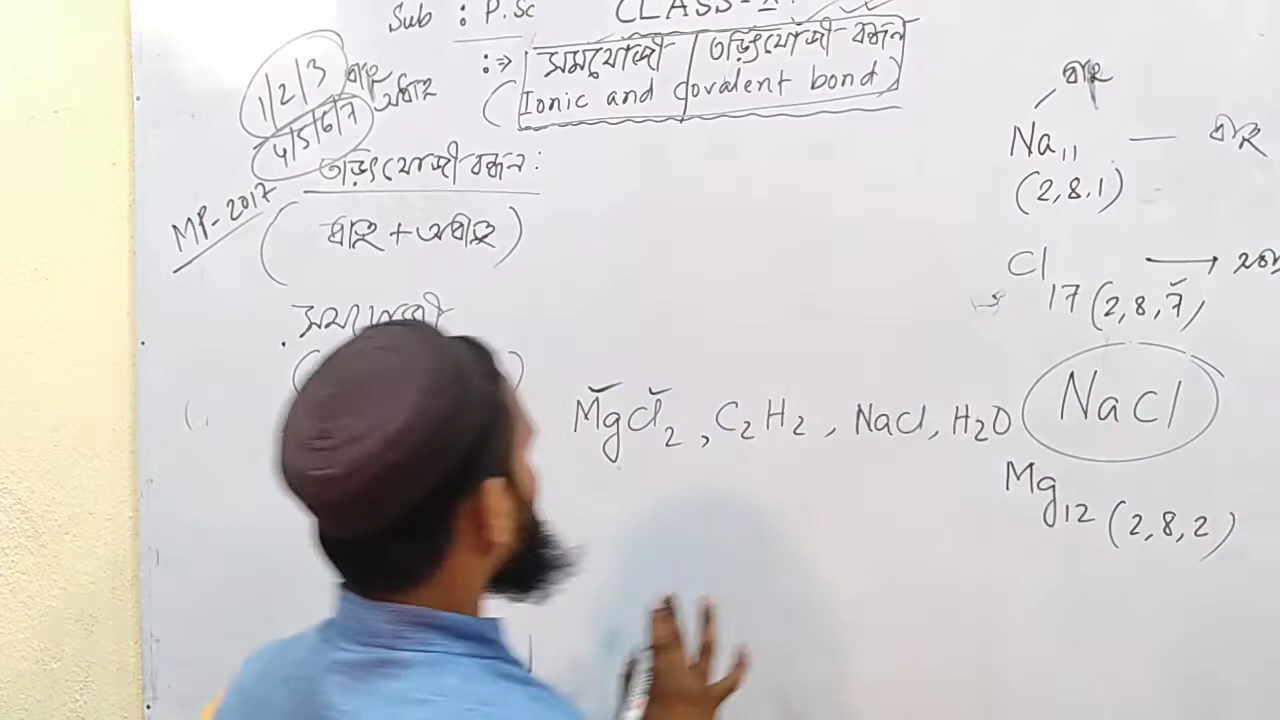 Sub : P.Sc CLASS-X
1/2/3 ধাতু
4/5/6/7 অধাতু
:⇒ সমযোজী / তড়িৎযোজী বন্ধন
(Ionic and Covalent bond)
তড়িৎযোজী বন্ধন:
MP-2017
(ধাতু + অধাতু)
MgCl₂, C₂H₂, NaCl, H₂O
ধাতু
Na₁₁ — ধাতু
(2,8,1)
Cl →
17 (2,8,7)
NaCl
Mg₁₂ (2,8,2)